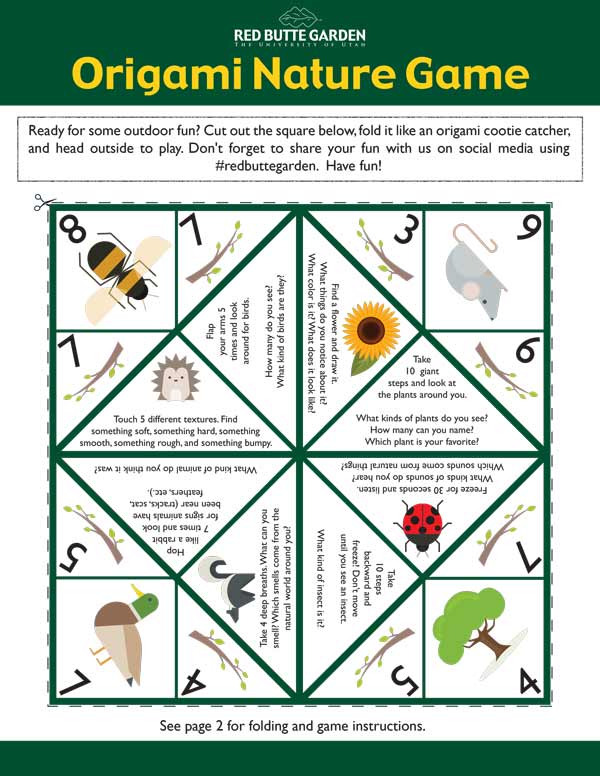 RED BUTTE GARDEN
THE UNIVERSITY OF UTAH
Origami Nature Game
Ready for some outdoor fun? Cut out the square below, fold it like an origami cootie catcher,
and head outside to play. Don't forget to share your fun with us on social media using
#redbuttegarden. Have fun!
8
3
9
Flap
your arms 5
times and look
around for birds.
How many do you see?
What kind of birds are they?
Find a flower and draw it.
What things do you notice about it?
What color is it? What does it look like?
7
6
Touch 5 different textures. Find
something soft, something hard, something
smooth, something rough, and something bumpy.
Take
10 giant
steps and look at
the plants around you.
What kinds of plants do you see?
How many can you name?
Which plant is your favorite?
Hop
like a rabbit
7 times and look
for signs animals have
been near (tracks, scat,
feathers, etc.).
What kind of animal do you think it was?
Freeze for 30 seconds and listen.
What kinds of sounds do you hear?
Which sounds come from natural things?
5
Take 4 deep breaths. What can you
smell? Which smells come from the
natural world around you?
Take
10 steps
backward and
freeze! Don't move
until you see an insect.
What kind of insect is it?
4
See page 2 for folding and game instructions.